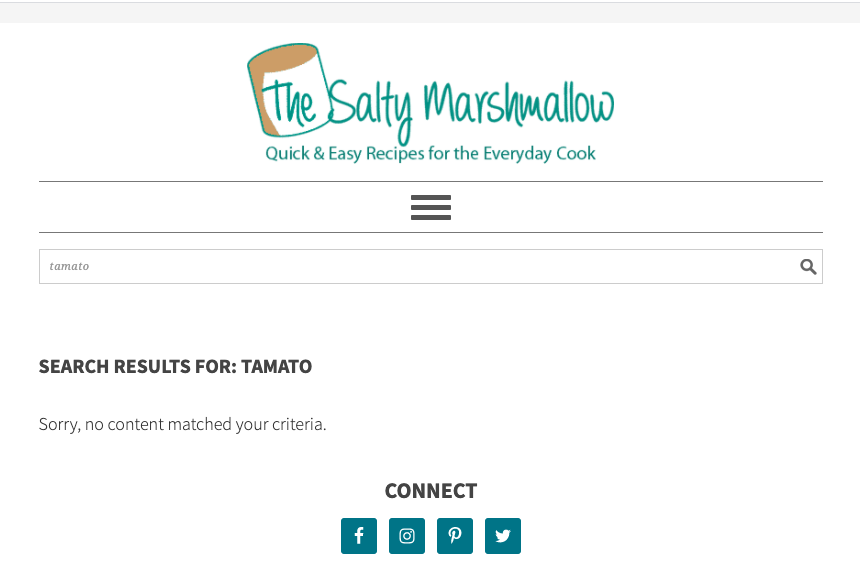 The Salty Marshmallow
Quick & Easy Recipes for the Everyday Cook
tamato
SEARCH RESULTS FOR: TAMATO
Sorry, no content matched your criteria.
CONNECT